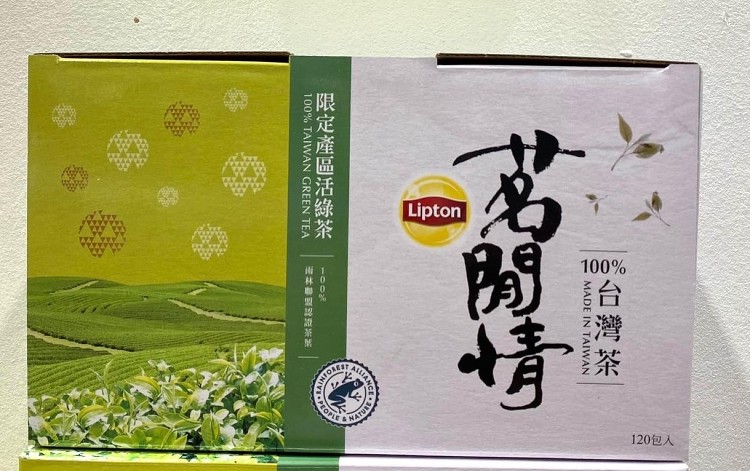 限定產區活綠茶
100% TAIWAN GREEN TEA
100%
雨林聯盟認證茶葉
RAINFOREST ALLIANCE
PEOPLE & NATURE
Lipton
茗閒情
100%
台灣茶
MADE IN TAIWAN
120包入